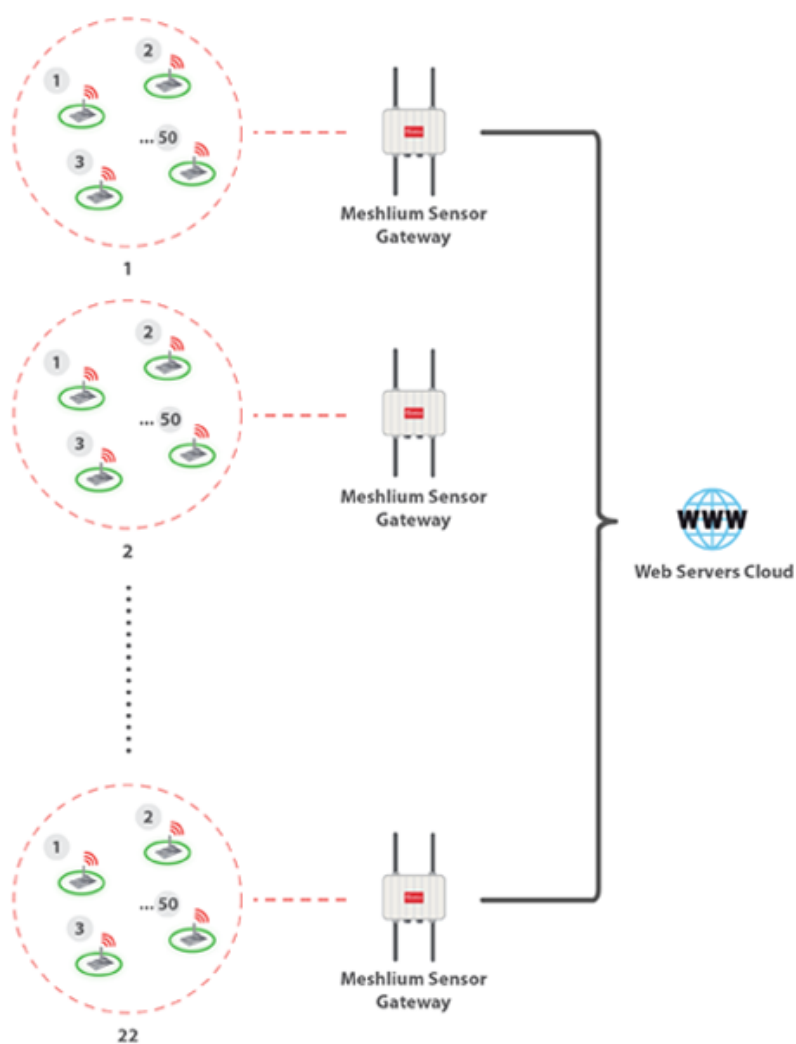 1
2
3
... 50
1
Meshlium Sensor
Gateway
1
2
3
... 50
2
Meshlium Sensor
Gateway
WWW
Web Servers Cloud
1
2
3
... 50
22
Meshlium Sensor
Gateway